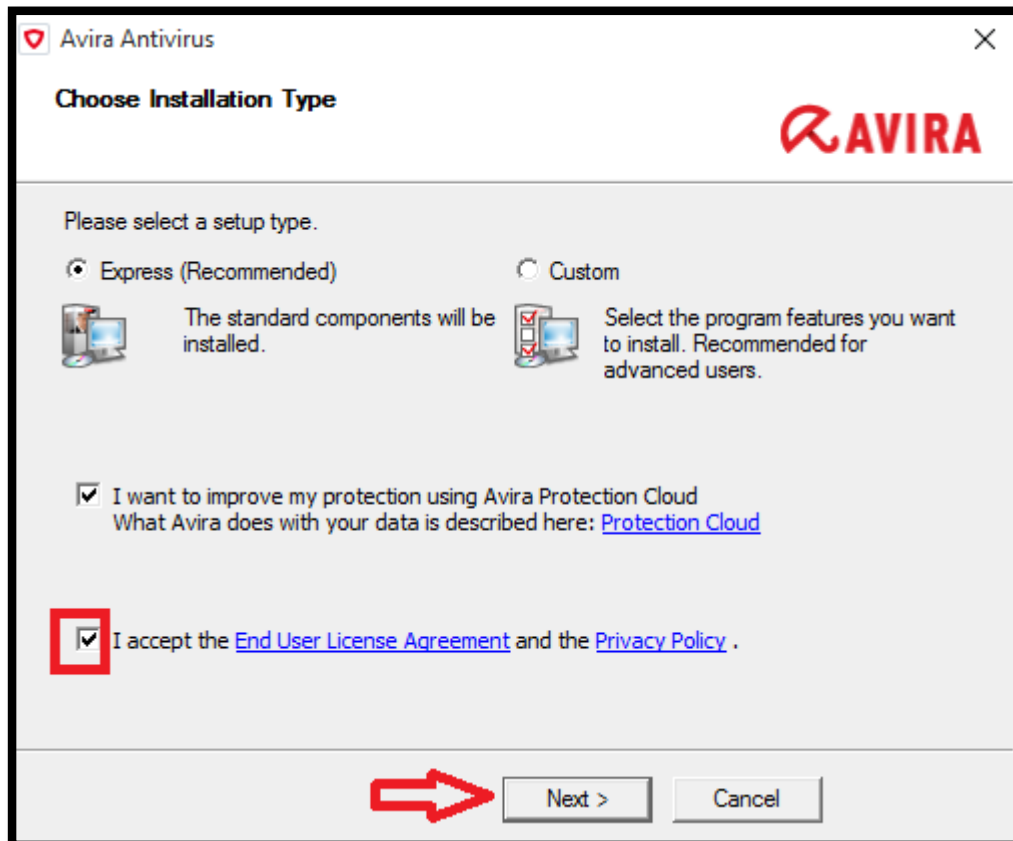 Avira Antivirus
Choose Installation Type
AVIRA
Please select a setup type.
Express (Recommended)
Custom
The standard components will be
installed.
Select the program features you want
to install. Recommended for
advanced users.
I want to improve my protection using Avira Protection Cloud
What Avira does with your data is described here: Protection Cloud
I accept the End User License Agreement and the Privacy Policy .
Next >
Cancel